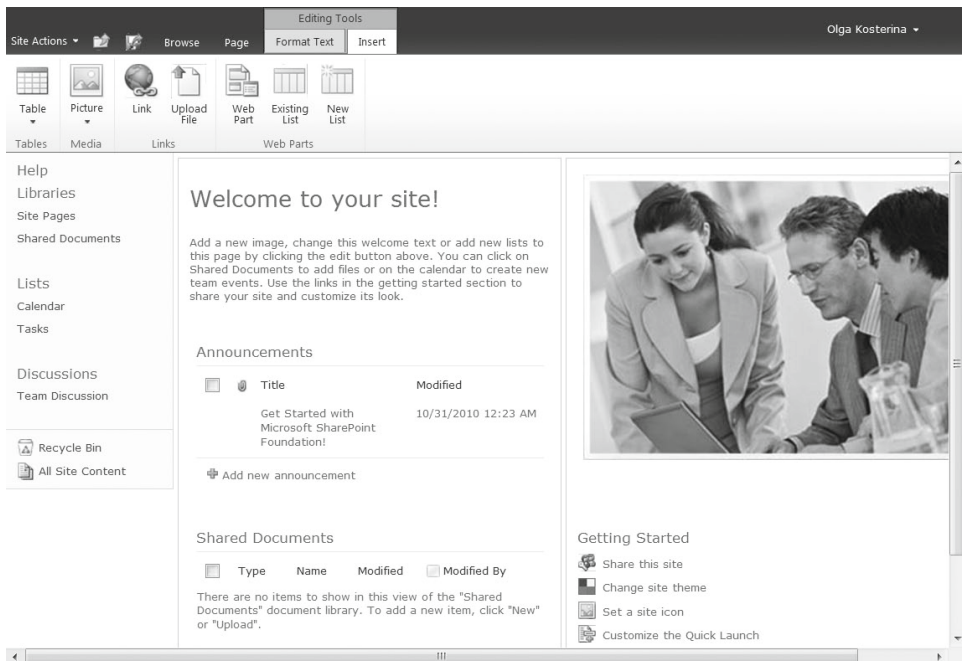 Editing Tools
Site Actions Browse Page Format Text Insert Olga Kosterina
Table Picture Link Upload File Web Part Existing List New List
Tables Media Links Web Parts
Help
Libraries
Site Pages
Shared Documents
Lists
Calendar
Tasks
Discussions
Team Discussion
Recycle Bin
All Site Content
Welcome to your site!
Add a new image, change this welcome text or add new lists to
this page by clicking the edit button above. You can click on
Shared Documents to add files or on the calendar to create new
team events. Use the links in the getting started section to
share your site and customize its look.
Announcements
Title Modified
Get Started with 10/31/2010 12:23 AM
Microsoft SharePoint
Foundation!
Add new announcement
Shared Documents
Type Name Modified Modified By
There are no items to show in this view of the "Shared
Documents" document library. To add a new item, click "New"
or "Upload".
Getting Started
Share this site
Change site theme
Set a site icon
Customize the Quick Launch